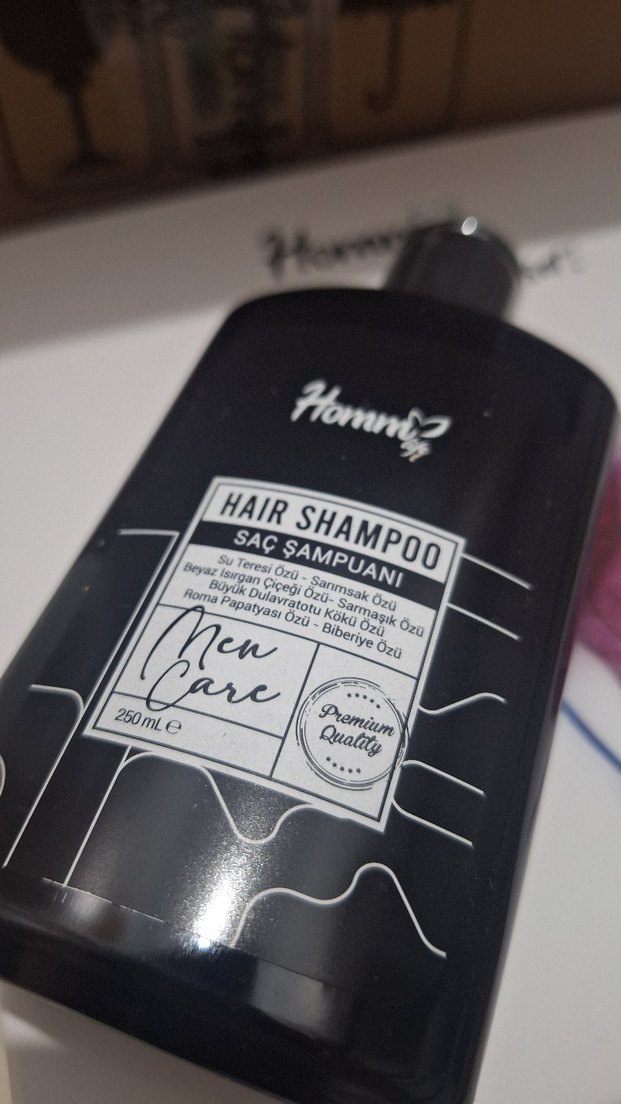 Hommy
HAIR SHAMPOO
SAÇ ŞAMPUANI
Su Teresi Özü - Sarımsak Özü
Beyaz Isırgan Çiçeği Özü- Sarmaşık Özü
Büyük Dulavratotu Kökü Özü
Roma Papatyası Özü - Biberiye Özü
Men
Care
250 mL ℮
Premium
Quality